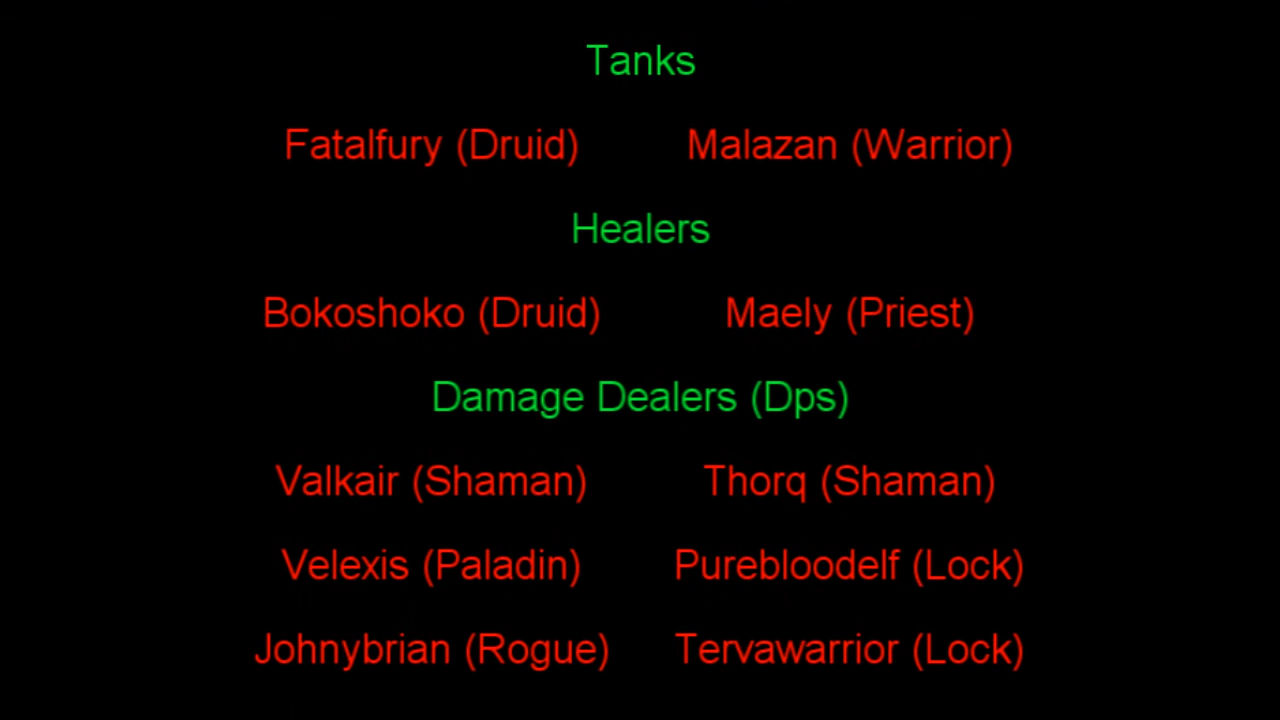 Tanks
Fatalfury (Druid) Malazan (Warrior)
Healers
Bokoshoko (Druid) Maely (Priest)
Damage Dealers (Dps)
Valkair (Shaman) Thorq (Shaman)
Velexis (Paladin) Purebloodelf (Lock)
Johnybrian (Rogue) Tervawarrior (Lock)